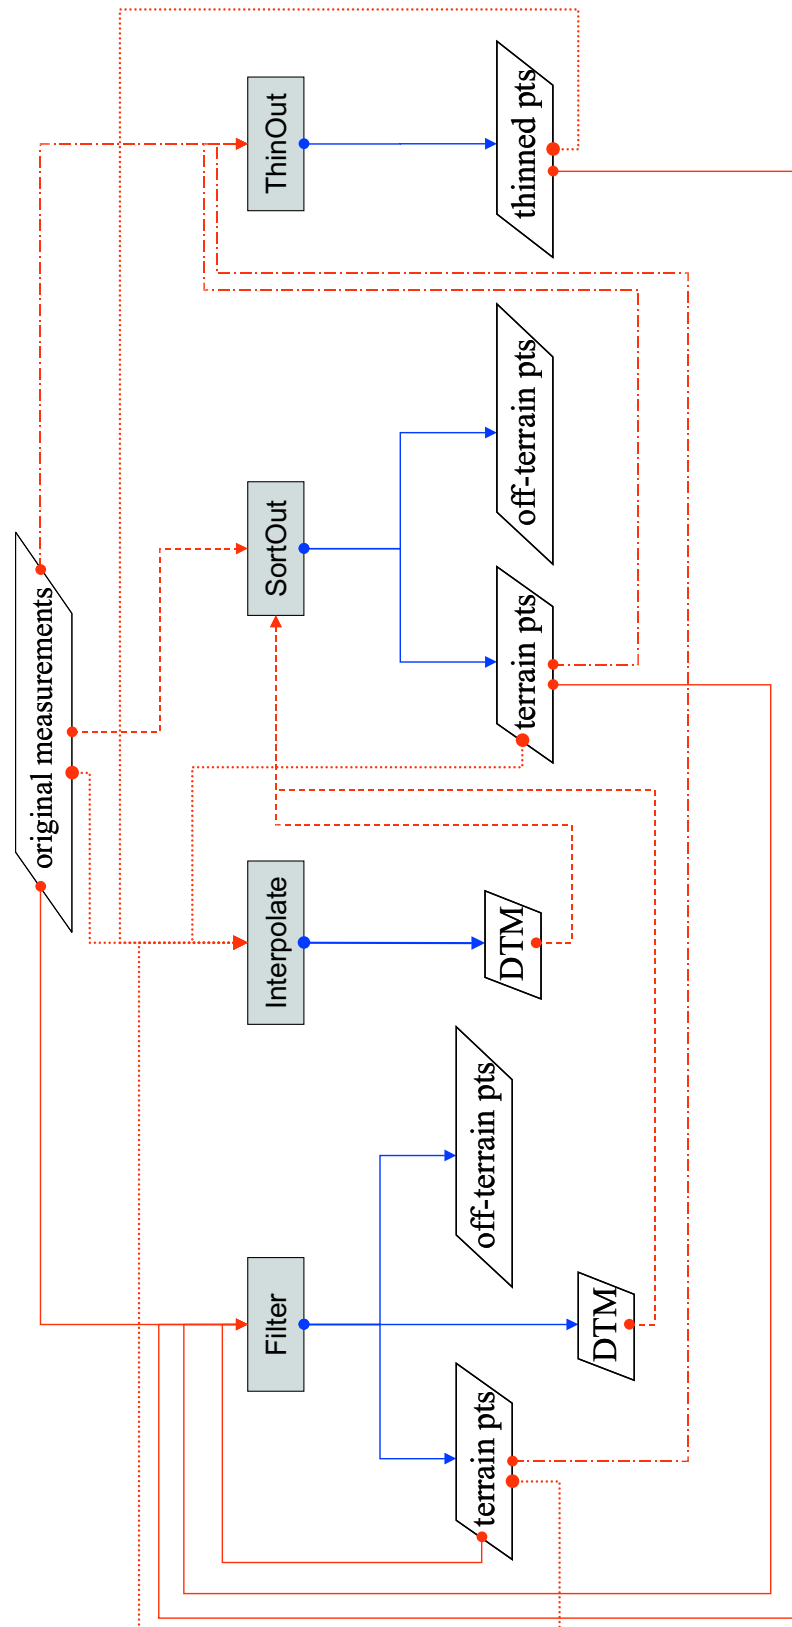 original measurements
Filter
Interpolate
SortOut
ThinOut
terrain pts
DTM
off-terrain pts
DTM
terrain pts
off-terrain pts
thinned pts